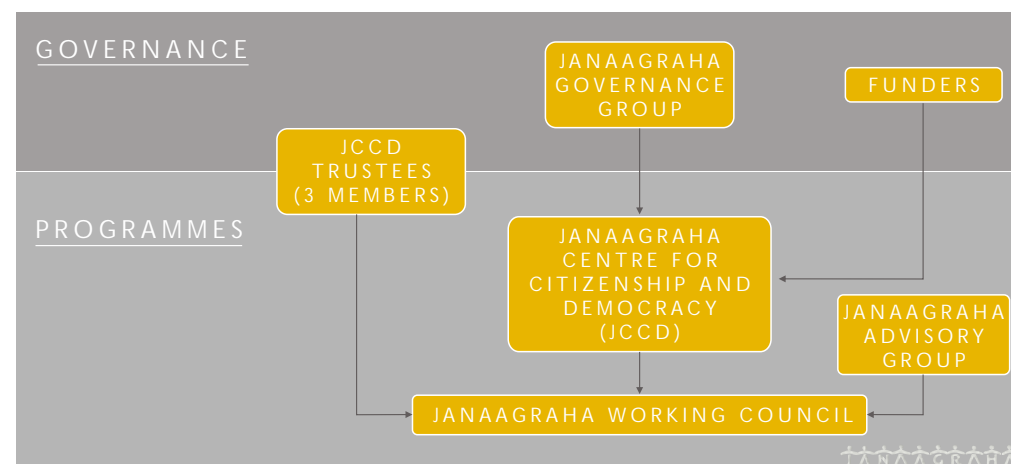 GOVERNANCE
JANAAGRAHA
GOVERNANCE
GROUP
FUNDERS
JCCD
TRUSTEES
(3 MEMBERS)
PROGRAMMES
JANAAGRAHA
CENTRE FOR
CITIZENSHIP AND
DEMOCRACY
(JCCD)
JANAAGRAHA
ADVISORY
GROUP
JANAAGRAHA WORKING COUNCIL
JANAAGRAHA